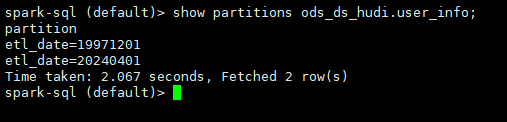 spark-sql (default)> show partitions ods_ds_hudi.user_info;
partition
etl_date=19971201
etl_date=20240401
Time taken: 2.067 seconds, Fetched 2 row(s)
spark-sql (default)>